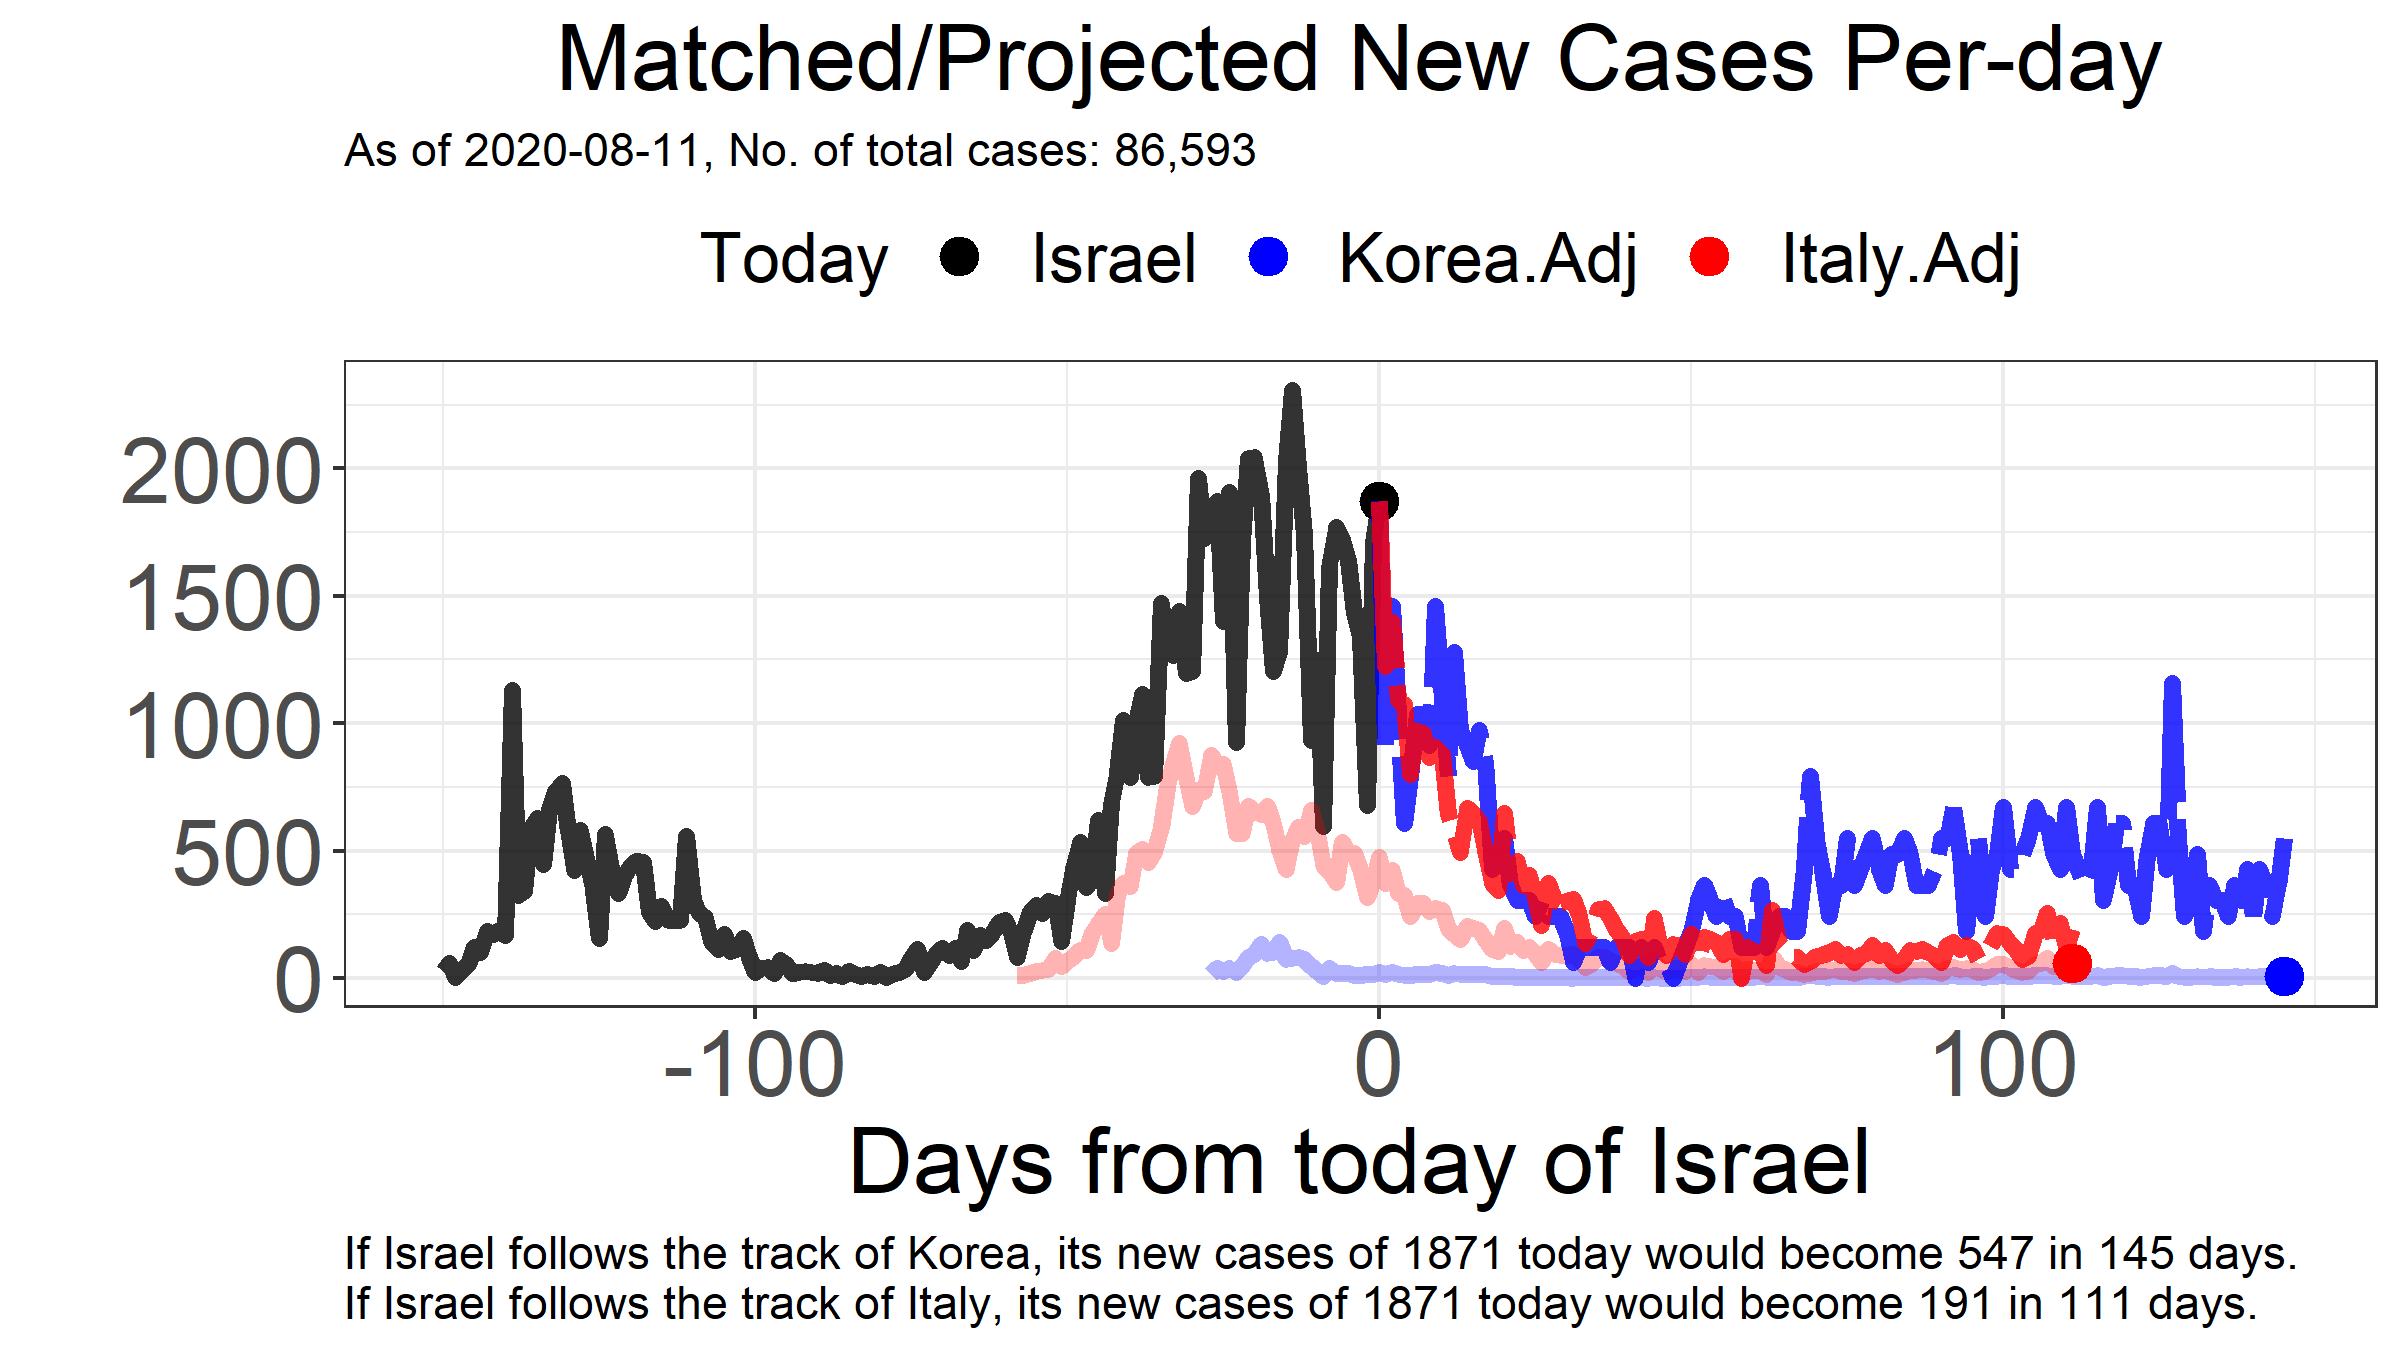 Matched/Projected New Cases Per-day
As of 2020-08-11, No. of total cases: 86,593
Today Israel Korea.Adj Italy.Adj
2000
1500
1000
500
0
-100 0 100
Days from today of Israel
If Israel follows the track of Korea, its new cases of 1871 today would become 547 in 145 days.
If Israel follows the track of Italy, its new cases of 1871 today would become 191 in 111 days.